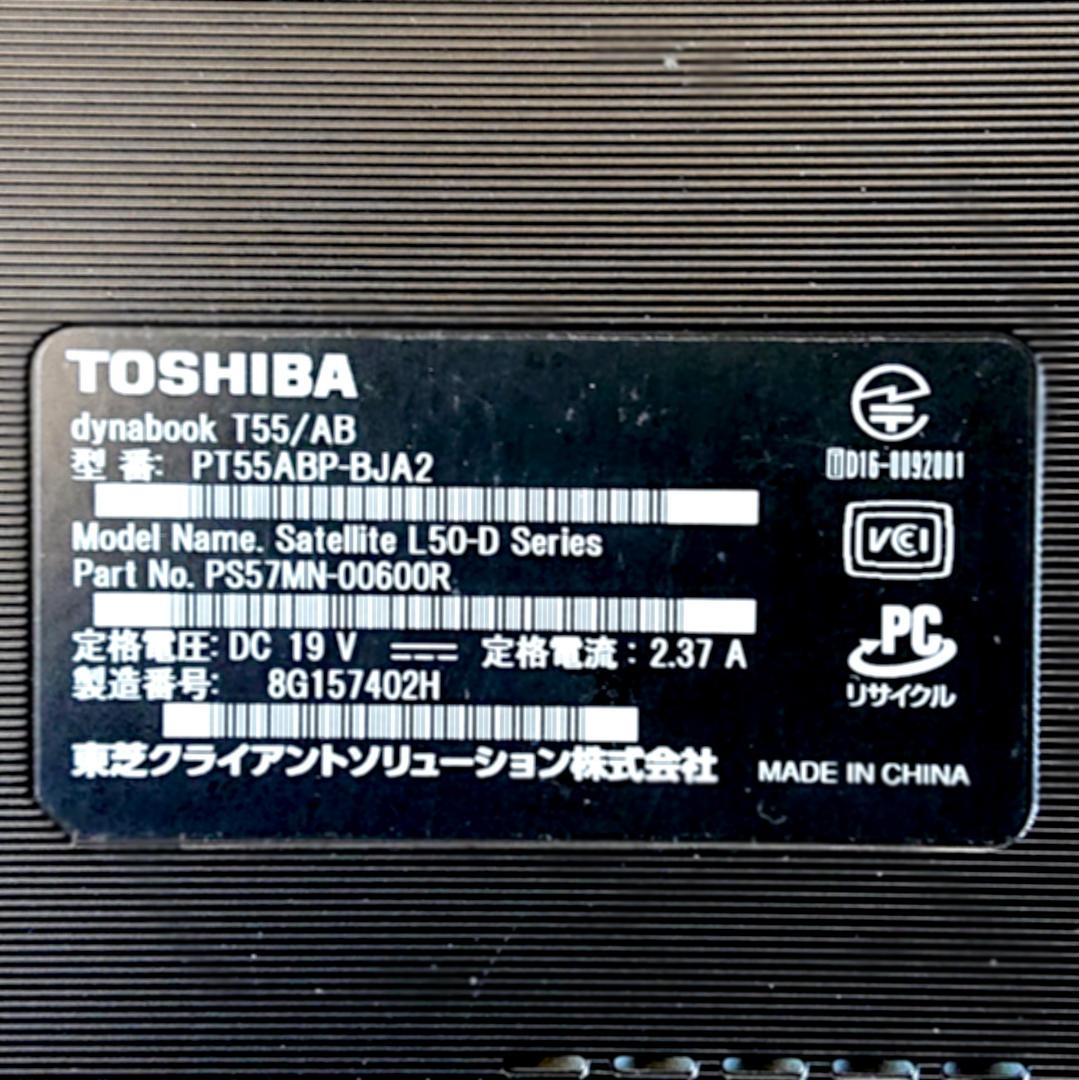 TOSHIBA
dynabook T55/AB
型 番: PT55ABP-BJA2
Model Name. Satellite L50-D Series
Part No. PS57MN-00600R
定格電圧: DC 19 V 定格電流: 2.37 A
製造番号: 8G157402H
東芝クライアントソリューション株式会社
MADE IN CHINA
TD16-0092001
VCCI
PC
リサイクル